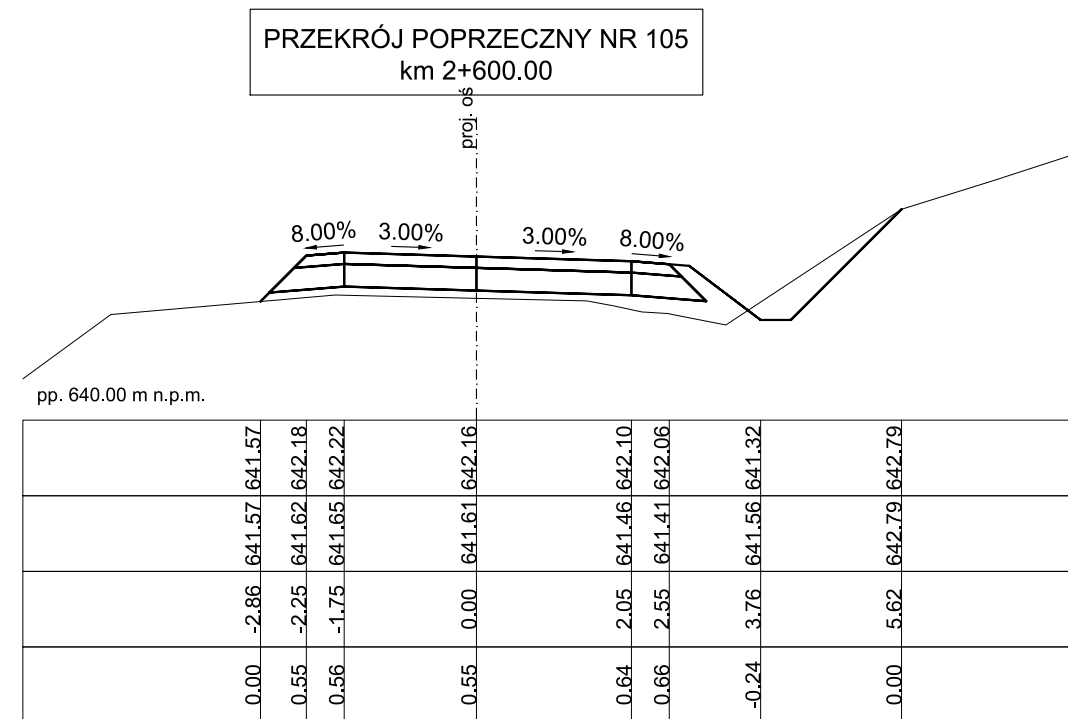 PRZEKRÓJ POPRZECZNY NR 105
km 2+600.00
proj. oś
8.00% 3.00% 3.00% 8.00%
pp. 640.00 m n.p.m.
641.57 642.18 642.22 642.16 642.10 642.06 641.32 642.79
641.57 641.62 641.65 641.61 641.46 641.41 641.56 642.79
-2.86 -2.25 -1.75 0.00 2.05 2.55 3.76 5.62
0.00 0.55 0.56 0.55 0.64 0.66 -0.24 0.00